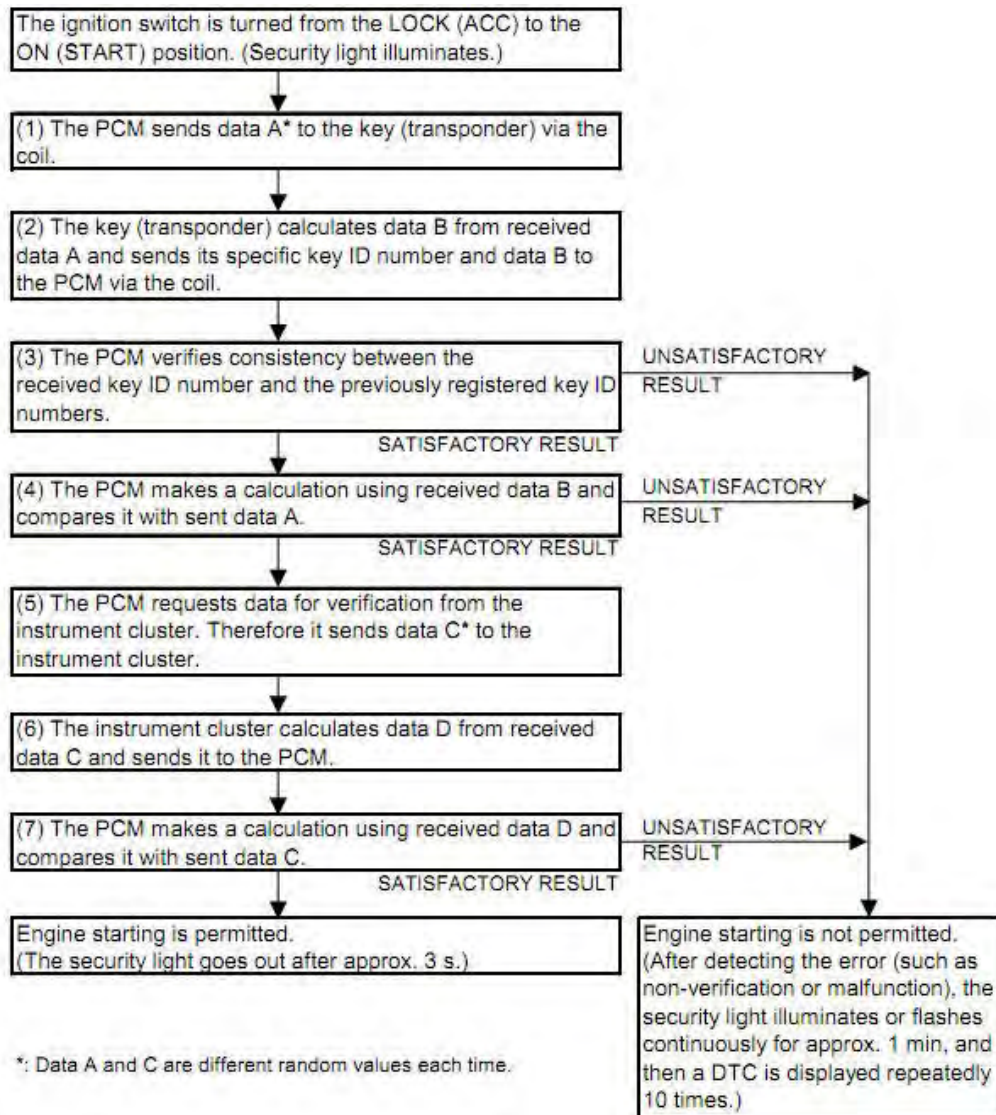 The ignition switch is turned from the LOCK (ACC) to the
ON (START) position. (Security light illuminates.)
(1) The PCM sends data A* to the key (transponder) via the
coil.
(2) The key (transponder) calculates data B from received
data A and sends its specific key ID number and data B to
the PCM via the coil.
(3) The PCM verifies consistency between the
received key ID number and the previously registered key ID
numbers.
UNSATISFACTORY
RESULT
SATISFACTORY RESULT
(4) The PCM makes a calculation using received data B and
compares it with sent data A.
UNSATISFACTORY
RESULT
SATISFACTORY RESULT
(5) The PCM requests data for verification from the
instrument cluster. Therefore it sends data C* to the
instrument cluster.
(6) The instrument cluster calculates data D from received
data C and sends it to the PCM.
(7) The PCM makes a calculation using received data D and
compares it with sent data C.
UNSATISFACTORY
RESULT
SATISFACTORY RESULT
Engine starting is permitted.
(The security light goes out after approx. 3 s.)
Engine starting is not permitted.
(After detecting the error (such as
non-verification or malfunction), the
security light illuminates or flashes
continuously for approx. 1 min, and
then a DTC is displayed repeatedly
10 times.)
*: Data A and C are different random values each time.